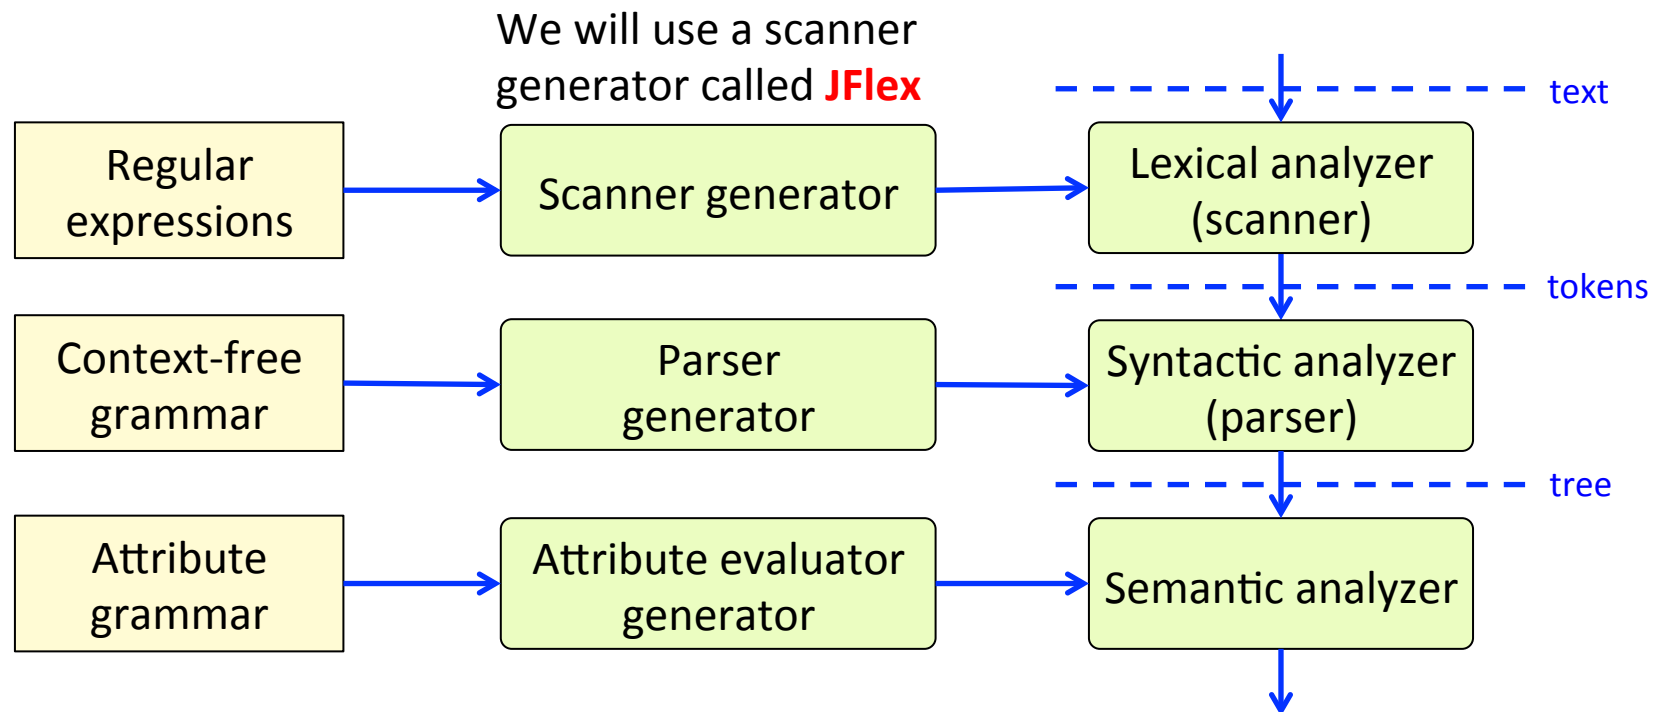 We will use a scanner
generator called JFlex
text
Regular
expressions
Scanner generator
Lexical analyzer
(scanner)
tokens
Context-free
grammar
Parser
generator
Syntactic analyzer
(parser)
tree
Attribute
grammar
Attribute evaluator
generator
Semantic analyzer